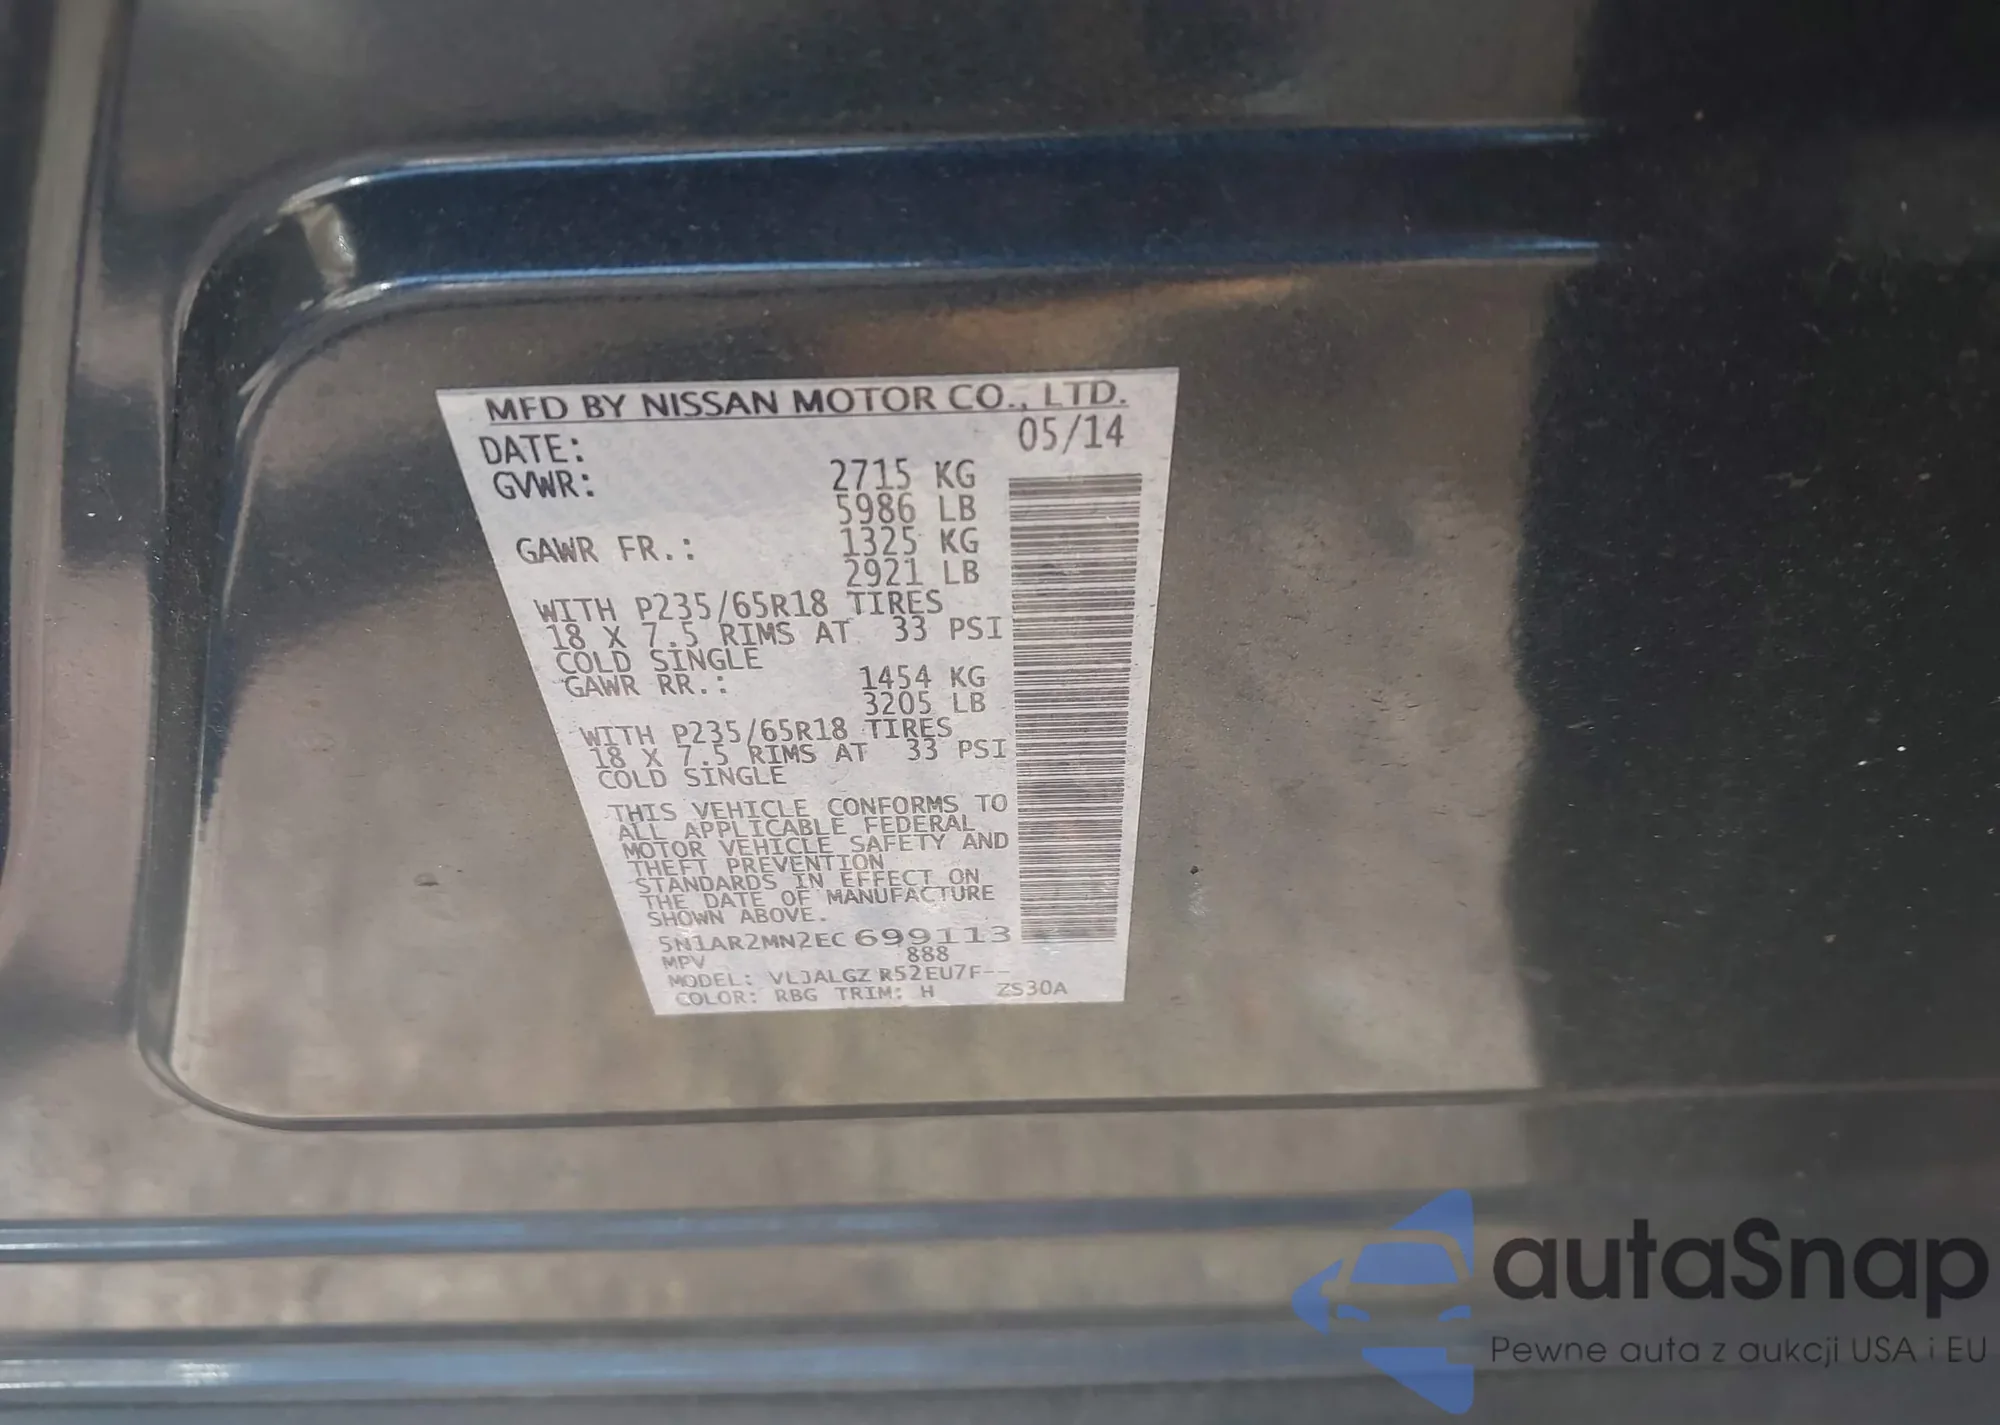 MFD BY NISSAN MOTOR CO., LTD.
DATE: 05/14
GVWR: 2715 KG
5986 LB
GAWR FR.: 1325 KG
2921 LB
WITH P235/65R18 TIRES
18 X 7.5 RIMS AT 33 PSI
COLD SINGLE
GAWR RR.: 1454 KG
3205 LB
WITH P235/65R18 TIRES
18 X 7.5 RIMS AT 33 PSI
COLD SINGLE
THIS VEHICLE CONFORMS TO
ALL APPLICABLE FEDERAL
MOTOR VEHICLE SAFETY AND
THEFT PREVENTION
STANDARDS IN EFFECT ON
THE DATE OF MANUFACTURE
SHOWN ABOVE.
5N1AR2MN2EC699113
MPV 888
MODEL: VLJALGZ R52EU7F--
COLOR: RBG TRIM: H ZS30A
autaSnap
Pewne auta z aukcji USA i EU